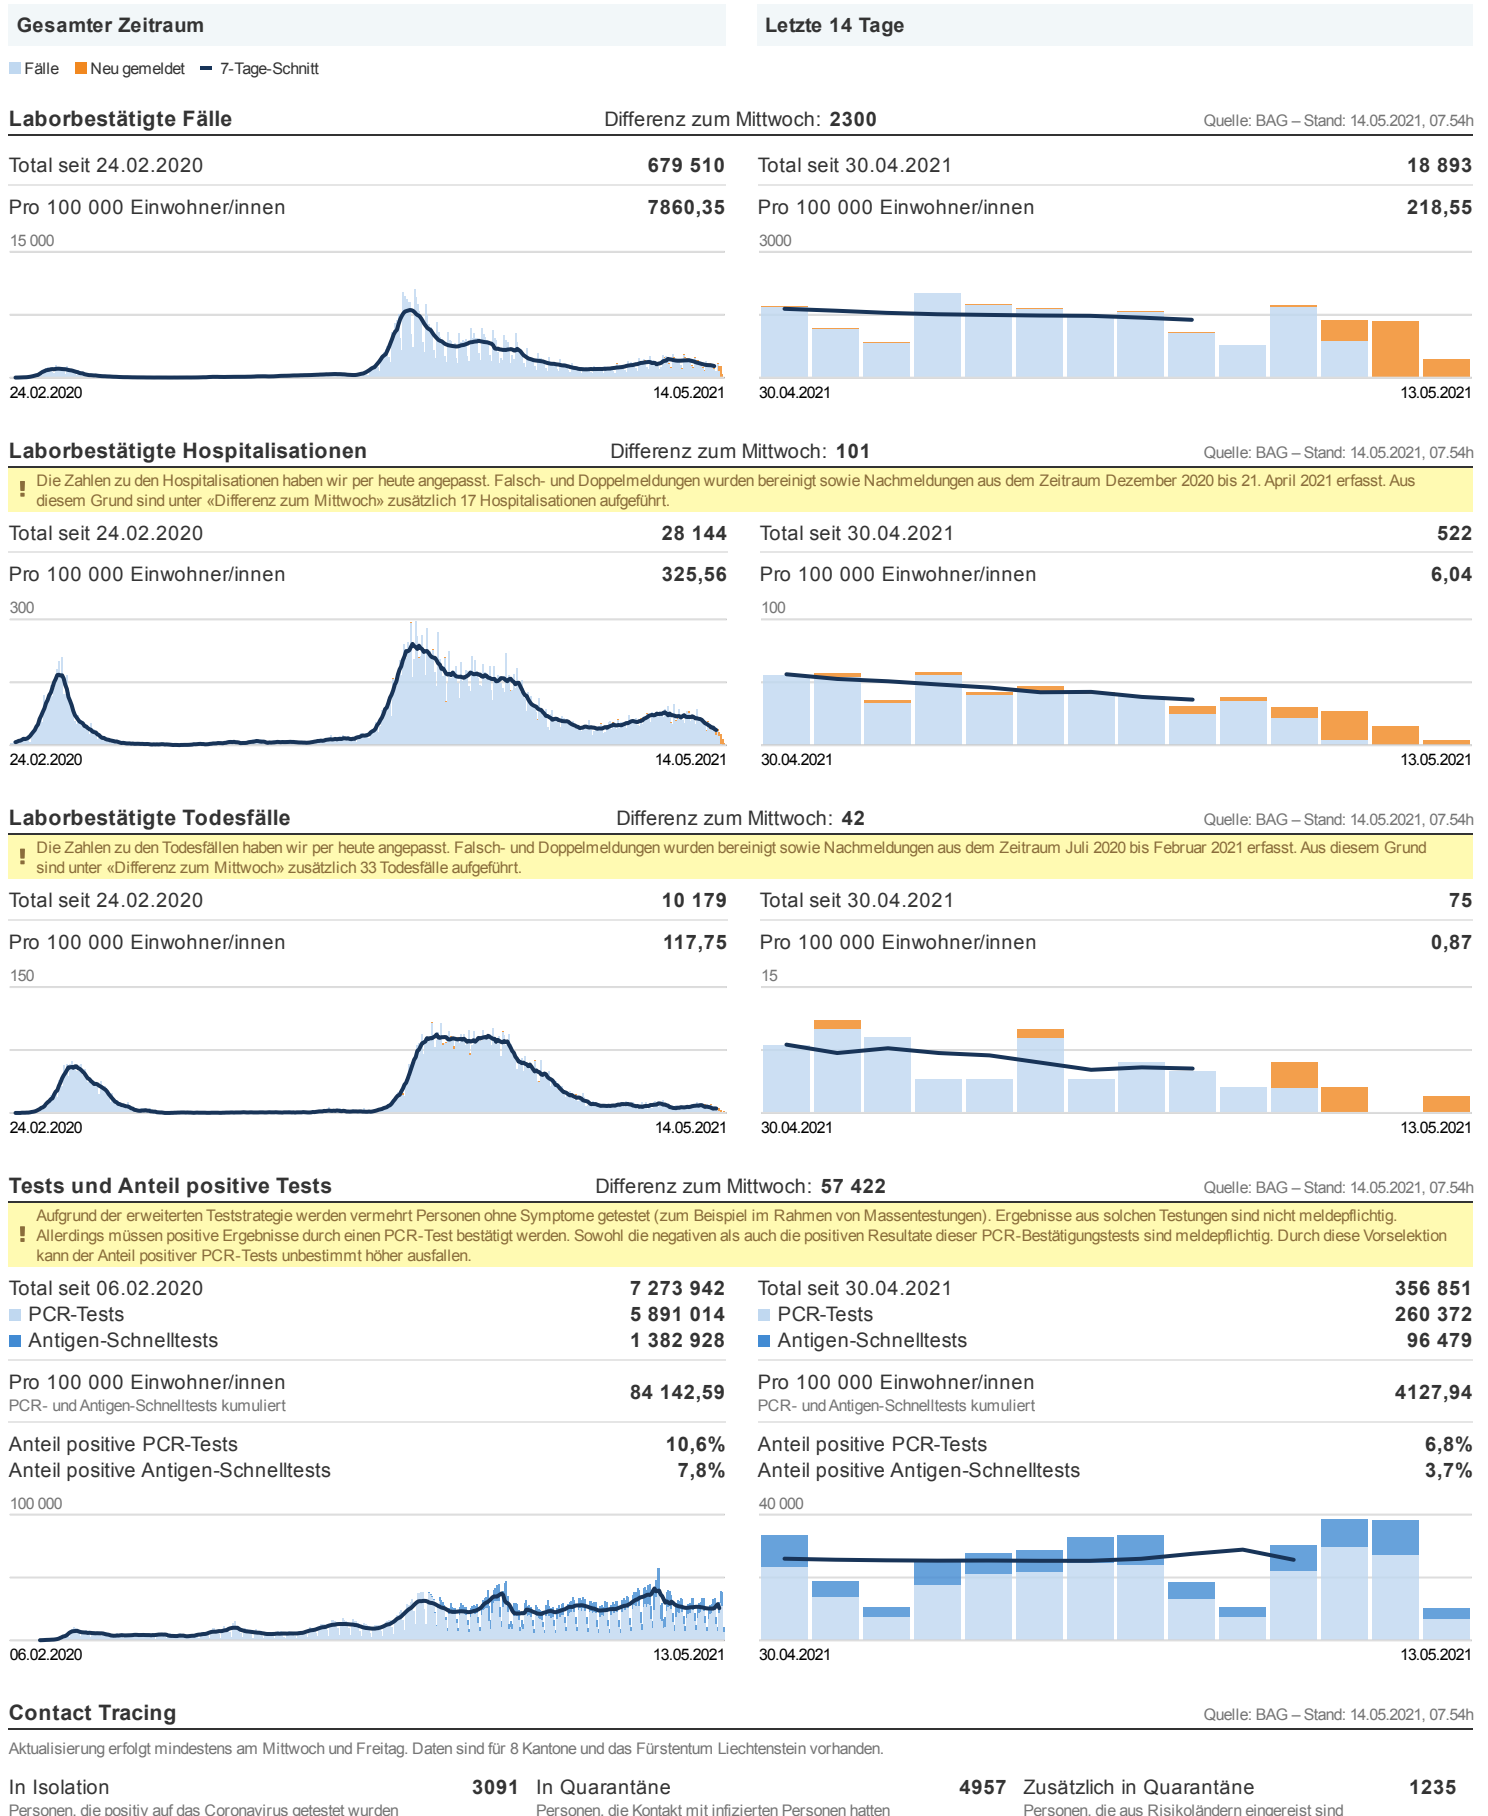 Gesamter Zeitraum
Letzte 14 Tage
Fälle Neu gemeldet 7-Tage-Schnitt
Laborbestätigte Fälle Differenz zum Mittwoch: 2300 Quelle: BAG – Stand: 14.05.2021, 07.54h
Total seit 24.02.2020 679 510
Pro 100 000 Einwohner/innen 7860,35
15 000
24.02.2020 14.05.2021
Total seit 30.04.2021 18 893
Pro 100 000 Einwohner/innen 218,55
3000
30.04.2021 13.05.2021
Laborbestätigte Hospitalisationen Differenz zum Mittwoch: 101 Quelle: BAG – Stand: 14.05.2021, 07.54h
! Die Zahlen zu den Hospitalisationen haben wir per heute angepasst. Falsch- und Doppelmeldungen wurden bereinigt sowie Nachmeldungen aus dem Zeitraum Dezember 2020 bis 21. April 2021 erfasst. Aus
diesem Grund sind unter «Differenz zum Mittwoch» zusätzlich 17 Hospitalisationen aufgeführt.
Total seit 24.02.2020 28 144
Pro 100 000 Einwohner/innen 325,56
300
24.02.2020 14.05.2021
Total seit 30.04.2021 522
Pro 100 000 Einwohner/innen 6,04
100
30.04.2021 13.05.2021
Laborbestätigte Todesfälle Differenz zum Mittwoch: 42 Quelle: BAG – Stand: 14.05.2021, 07.54h
! Die Zahlen zu den Todesfällen haben wir per heute angepasst. Falsch- und Doppelmeldungen wurden bereinigt sowie Nachmeldungen aus dem Zeitraum Juli 2020 bis Februar 2021 erfasst. Aus diesem Grund
sind unter «Differenz zum Mittwoch» zusätzlich 33 Todesfälle aufgeführt.
Total seit 24.02.2020 10 179
Pro 100 000 Einwohner/innen 117,75
150
24.02.2020 14.05.2021
Total seit 30.04.2021 75
Pro 100 000 Einwohner/innen 0,87
15
30.04.2021 13.05.2021
Tests und Anteil positive Tests Differenz zum Mittwoch: 57 422 Quelle: BAG – Stand: 14.05.2021, 07.54h
Aufgrund der erweiterten Teststrategie werden vermehrt Personen ohne Symptome getestet (zum Beispiel im Rahmen von Massentestungen). Ergebnisse aus solchen Testungen sind nicht meldepflichtig.
! Allerdings müssen positive Ergebnisse durch einen PCR-Test bestätigt werden. Sowohl die negativen als auch die positiven Resultate dieser PCR-Bestätigungstests sind meldepflichtig. Durch diese Vorselektion
kann der Anteil positiver PCR-Tests unbestimmt höher ausfallen.
Total seit 06.02.2020 7 273 942
PCR-Tests 5 891 014
Antigen-Schnelltests 1 382 928
Pro 100 000 Einwohner/innen 84 142,59
PCR- und Antigen-Schnelltests kumuliert
Anteil positive PCR-Tests 10,6%
Anteil positive Antigen-Schnelltests 7,8%
100 000
06.02.2020 13.05.2021
Total seit 30.04.2021 356 851
PCR-Tests 260 372
Antigen-Schnelltests 96 479
Pro 100 000 Einwohner/innen 4127,94
PCR- und Antigen-Schnelltests kumuliert
Anteil positive PCR-Tests 6,8%
Anteil positive Antigen-Schnelltests 3,7%
40 000
30.04.2021 13.05.2021
Contact Tracing Quelle: BAG – Stand: 14.05.2021, 07.54h
Aktualisierung erfolgt mindestens am Mittwoch und Freitag. Daten sind für 8 Kantone und das Fürstentum Liechtenstein vorhanden.
In Isolation 3091
Personen, die positiv auf das Coronavirus getestet wurden
In Quarantäne 4957
Personen, die Kontakt mit infizierten Personen hatten
Zusätzlich in Quarantäne 1235
Personen, die aus Risikoländern eingereist sind